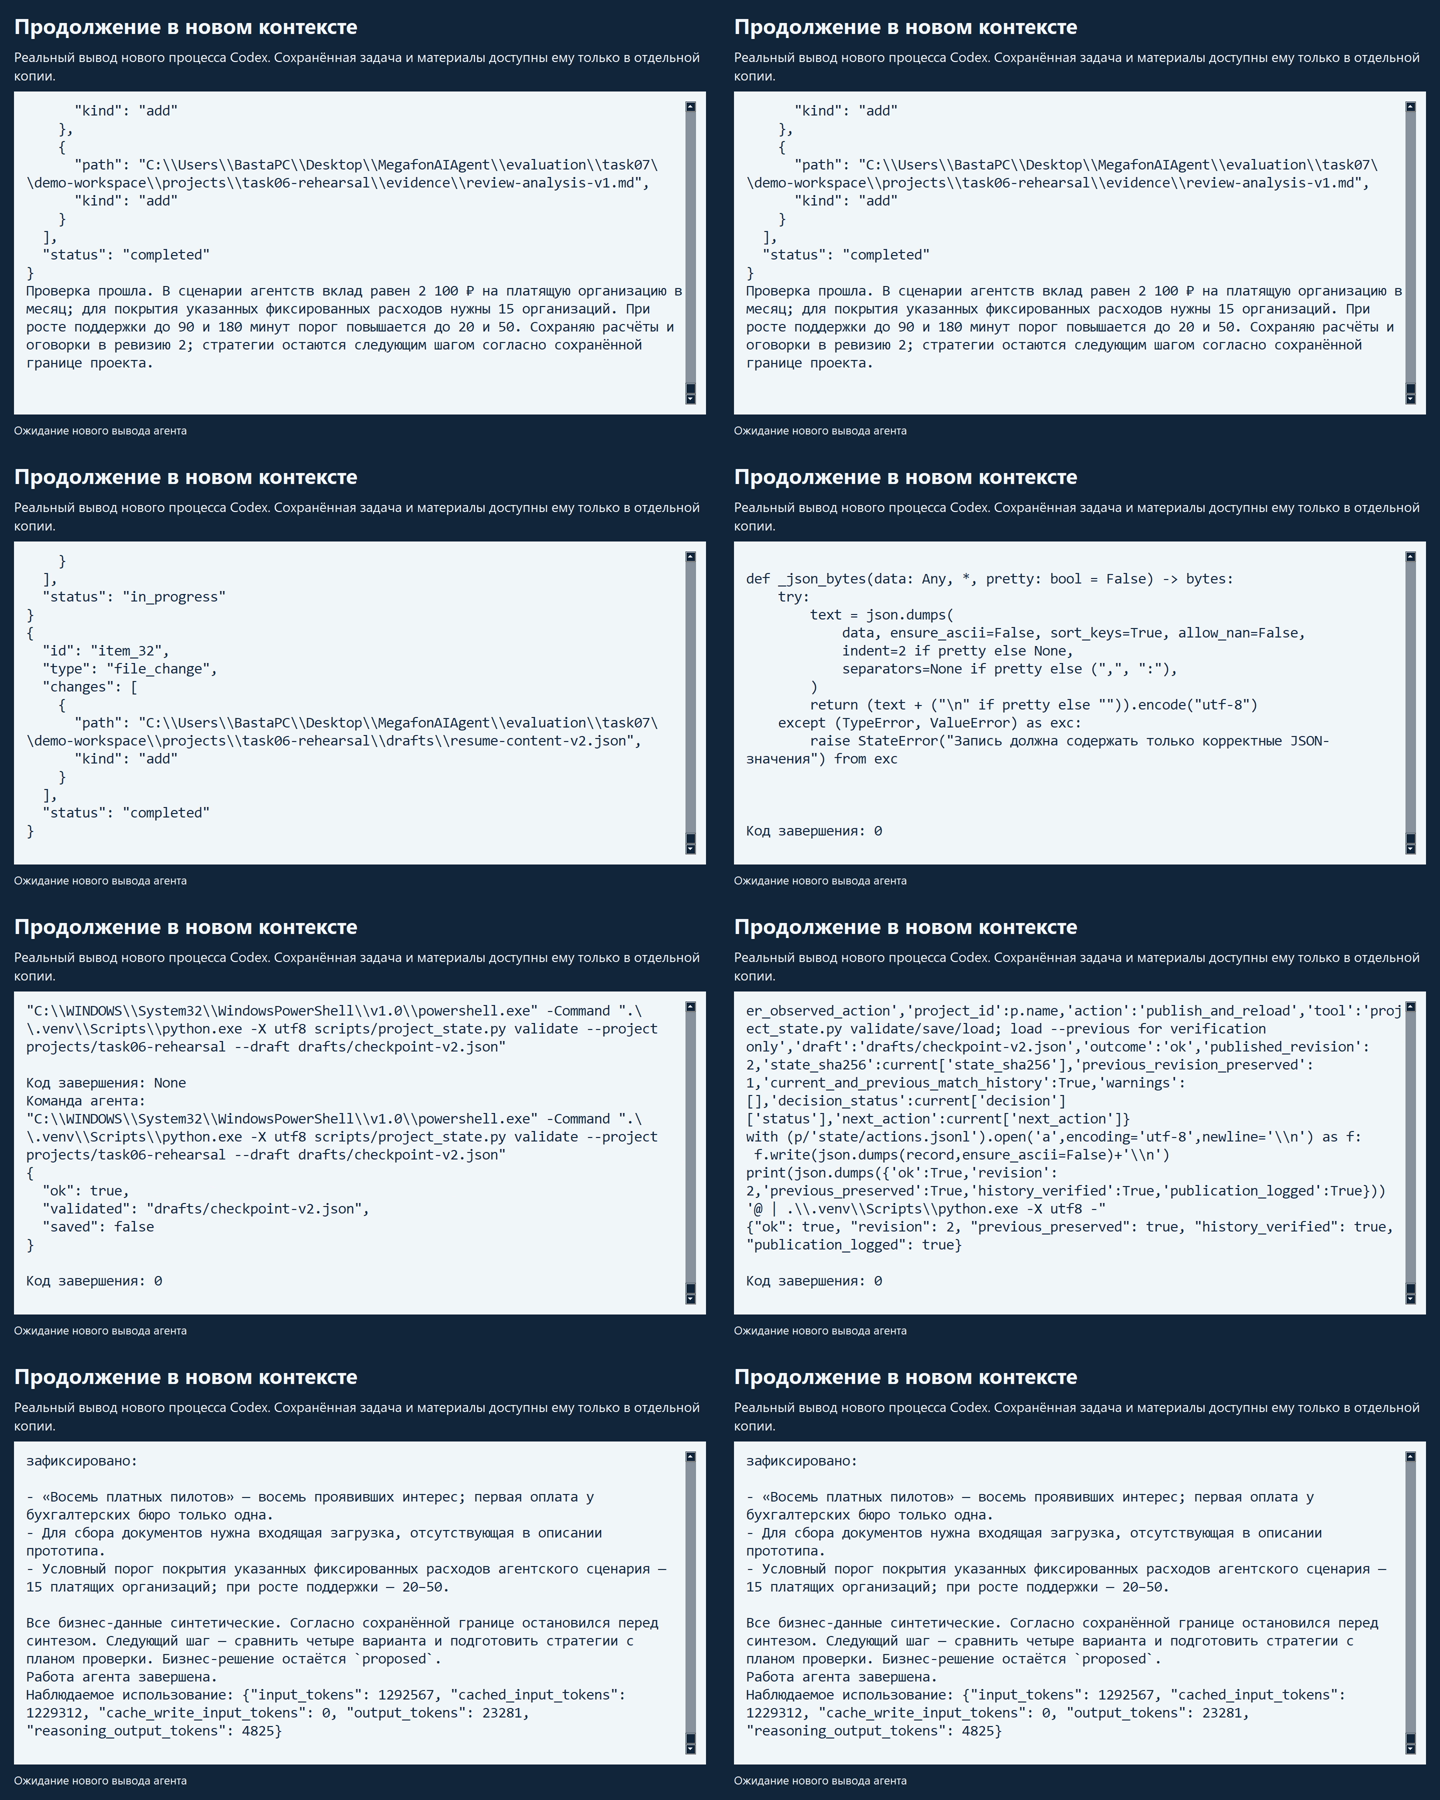 Продолжение в новом контексте
Реальный вывод нового процесса Codex. Сохранённая задача и материалы доступны ему только в отдельной
копии.
      "kind": "add"
    },
    {
      "path": "C:\\Users\\BastaPC\\Desktop\\MegafonAIAgent\\evaluation\\task07\
\demo-workspace\\projects\\task06-rehearsal\\evidence\\review-analysis-v1.md",
      "kind": "add"
    }
  ],
  "status": "completed"
}
Проверка прошла. В сценарии агентств вклад равен 2 100 ₽ на платящую организацию в
месяц; для покрытия указанных фиксированных расходов нужны 15 организаций. При
росте поддержки до 90 и 180 минут порог повышается до 20 и 50. Сохраняю расчёты и
оговорки в ревизию 2; стратегии остаются следующим шагом согласно сохранённой
границе проекта.
Ожидание нового вывода агента
Продолжение в новом контексте
Реальный вывод нового процесса Codex. Сохранённая задача и материалы доступны ему только в отдельной
копии.
      "kind": "add"
    },
    {
      "path": "C:\\Users\\BastaPC\\Desktop\\MegafonAIAgent\\evaluation\\task07\
\demo-workspace\\projects\\task06-rehearsal\\evidence\\review-analysis-v1.md",
      "kind": "add"
    }
  ],
  "status": "completed"
}
Проверка прошла. В сценарии агентств вклад равен 2 100 ₽ на платящую организацию в
месяц; для покрытия указанных фиксированных расходов нужны 15 организаций. При
росте поддержки до 90 и 180 минут порог повышается до 20 и 50. Сохраняю расчёты и
оговорки в ревизию 2; стратегии остаются следующим шагом согласно сохранённой
границе проекта.
Ожидание нового вывода агента
Продолжение в новом контексте
Реальный вывод нового процесса Codex. Сохранённая задача и материалы доступны ему только в отдельной
копии.
    }
  ],
  "status": "in_progress"
}
{
  "id": "item_32",
  "type": "file_change",
  "changes": [
    {
      "path": "C:\\Users\\BastaPC\\Desktop\\MegafonAIAgent\\evaluation\\task07\
\demo-workspace\\projects\\task06-rehearsal\\drafts\\resume-content-v2.json",
      "kind": "add"
    }
  ],
  "status": "completed"
}
Ожидание нового вывода агента
Продолжение в новом контексте
Реальный вывод нового процесса Codex. Сохранённая задача и материалы доступны ему только в отдельной
копии.
def _json_bytes(data: Any, *, pretty: bool = False) -> bytes:
    try:
        text = json.dumps(
            data, ensure_ascii=False, sort_keys=True, allow_nan=False,
            indent=2 if pretty else None,
            separators=None if pretty else (",", ":"),
        )
        return (text + ("\n" if pretty else "")).encode("utf-8")
    except (TypeError, ValueError) as exc:
        raise StateError("Запись должна содержать только корректные JSON-
значения") from exc
Код завершения: 0
Ожидание нового вывода агента
Продолжение в новом контексте
Реальный вывод нового процесса Codex. Сохранённая задача и материалы доступны ему только в отдельной
копии.
"C:\\WINDOWS\\System32\\WindowsPowerShell\\v1.0\\powershell.exe" -Command ".\
\.venv\\Scripts\\python.exe -X utf8 scripts/project_state.py validate --project
projects/task06-rehearsal --draft drafts/checkpoint-v2.json"
Код завершения: None
Команда агента:
"C:\\WINDOWS\\System32\\WindowsPowerShell\\v1.0\\powershell.exe" -Command ".\
\.venv\\Scripts\\python.exe -X utf8 scripts/project_state.py validate --project
projects/task06-rehearsal --draft drafts/checkpoint-v2.json"
{
  "ok": true,
  "validated": "drafts/checkpoint-v2.json",
  "saved": false
}
Код завершения: 0
Ожидание нового вывода агента
Продолжение в новом контексте
Реальный вывод нового процесса Codex. Сохранённая задача и материалы доступны ему только в отдельной
копии.
er_observed_action','project_id':p.name,'action':'publish_and_reload','tool':'proj
ect_state.py validate/save/load; load --previous for verification
only','draft':'drafts/checkpoint-v2.json','outcome':'ok','published_revision':
2,'state_sha256':current['state_sha256'],'previous_revision_preserved':
1,'current_and_previous_match_history':True,'warnings':
[],'decision_status':current['decision']
['status'],'next_action':current['next_action']}
with (p/'state/actions.jsonl').open('a',encoding='utf-8',newline='\\n') as f:
 f.write(json.dumps(record,ensure_ascii=False)+'\\n')
print(json.dumps({'ok':True,'revision':
2,'previous_preserved':True,'history_verified':True,'publication_logged':True}))
'@ | .\\.venv\\Scripts\\python.exe -X utf8 -"
{"ok": true, "revision": 2, "previous_preserved": true, "history_verified": true,
"publication_logged": true}
Код завершения: 0
Ожидание нового вывода агента
Продолжение в новом контексте
Реальный вывод нового процесса Codex. Сохранённая задача и материалы доступны ему только в отдельной
копии.
зафиксировано:
- «Восемь платных пилотов» — восемь проявивших интерес; первая оплата у
бухгалтерских бюро только одна.
- Для сбора документов нужна входящая загрузка, отсутствующая в описании
прототипа.
- Условный порог покрытия указанных фиксированных расходов агентского сценария —
15 платящих организаций; при росте поддержки — 20–50.
Все бизнес-данные синтетические. Согласно сохранённой границе остановился перед
синтезом. Следующий шаг — сравнить четыре варианта и подготовить стратегии с
планом проверки. Бизнес-решение остаётся `proposed`.
Работа агента завершена.
Наблюдаемое использование: {"input_tokens": 1292567, "cached_input_tokens":
1229312, "cache_write_input_tokens": 0, "output_tokens": 23281,
"reasoning_output_tokens": 4825}
Ожидание нового вывода агента
Продолжение в новом контексте
Реальный вывод нового процесса Codex. Сохранённая задача и материалы доступны ему только в отдельной
копии.
зафиксировано:
- «Восемь платных пилотов» — восемь проявивших интерес; первая оплата у
бухгалтерских бюро только одна.
- Для сбора документов нужна входящая загрузка, отсутствующая в описании
прототипа.
- Условный порог покрытия указанных фиксированных расходов агентского сценария —
15 платящих организаций; при росте поддержки — 20–50.
Все бизнес-данные синтетические. Согласно сохранённой границе остановился перед
синтезом. Следующий шаг — сравнить четыре варианта и подготовить стратегии с
планом проверки. Бизнес-решение остаётся `proposed`.
Работа агента завершена.
Наблюдаемое использование: {"input_tokens": 1292567, "cached_input_tokens":
1229312, "cache_write_input_tokens": 0, "output_tokens": 23281,
"reasoning_output_tokens": 4825}
Ожидание нового вывода агента